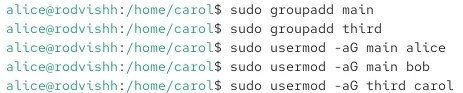 alice@rodvishh:/home/carol$ sudo groupadd main
alice@rodvishh:/home/carol$ sudo groupadd third
alice@rodvishh:/home/carol$ sudo usermod -aG main alice
alice@rodvishh:/home/carol$ sudo usermod -aG main bob
alice@rodvishh:/home/carol$ sudo usermod -aG third carol